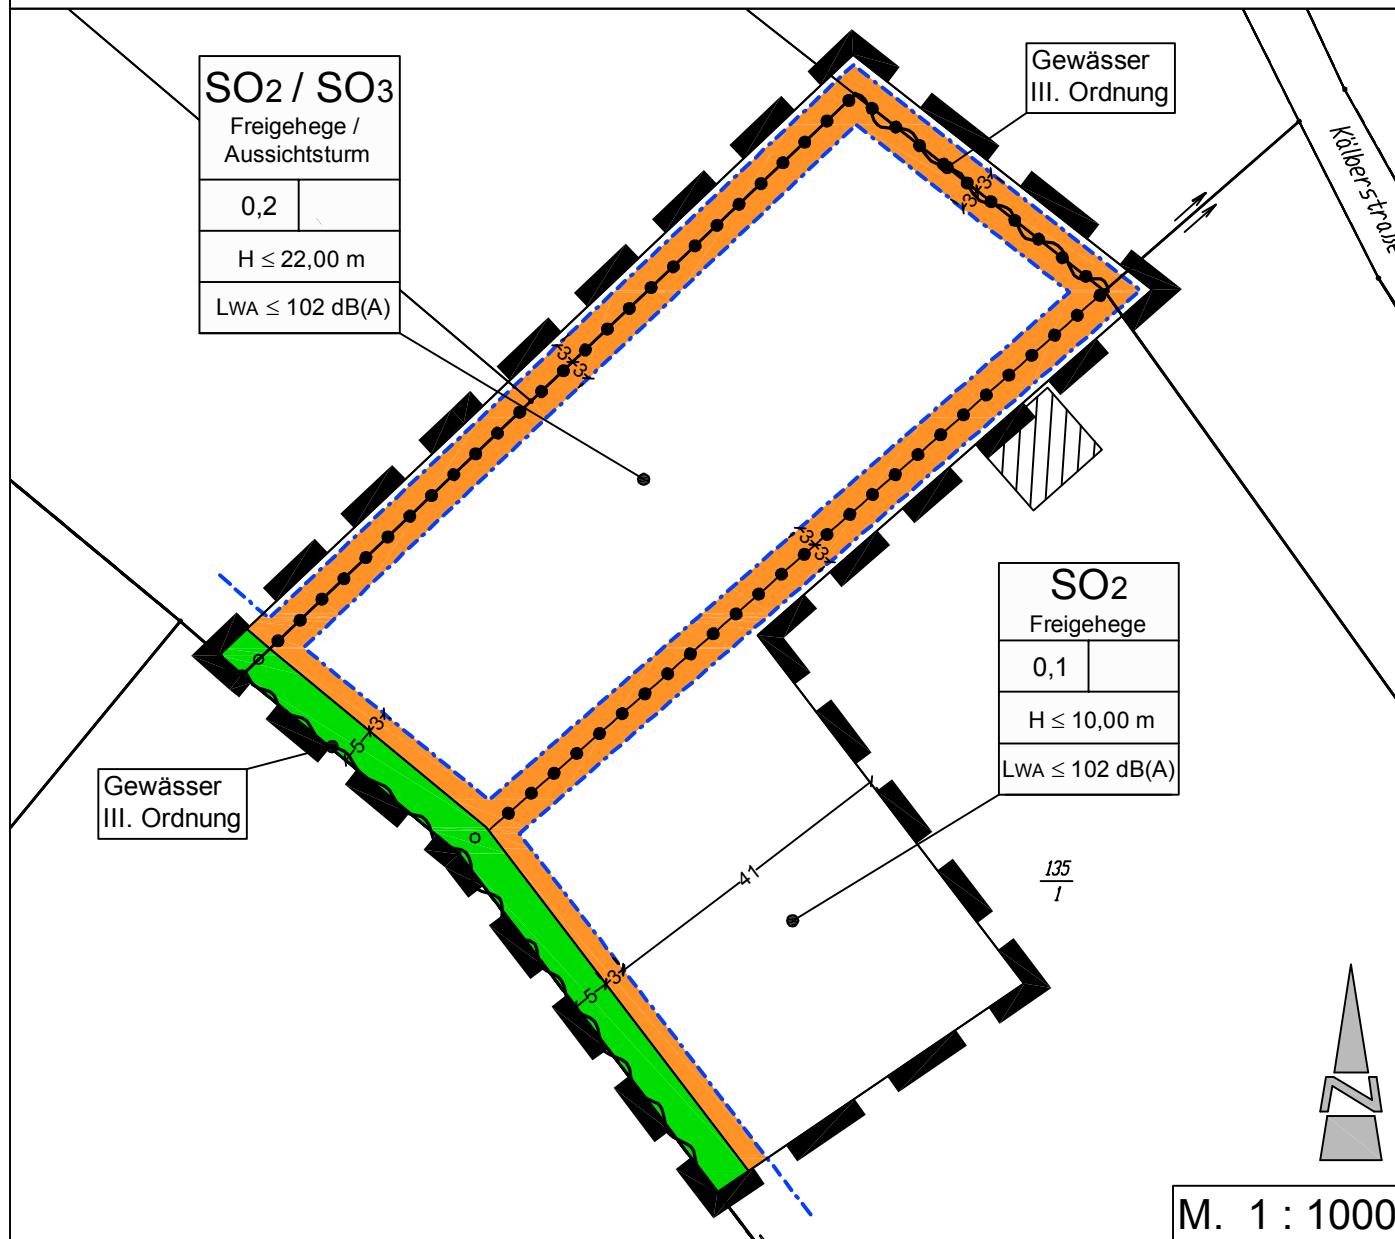 SO2 / SO3
Freigehege /
Aussichtsturm
0,2
H ≤ 22,00 m
LWA ≤ 102 dB(A)
Gewässer
III. Ordnung
Kälberstraße
3
3
3
3
3
3
SO2
Freigehege
0,1
H ≤ 10,00 m
LWA ≤ 102 dB(A)
3
5
Gewässer
III. Ordnung
41
135
1
3
5
N
M. 1 : 1000